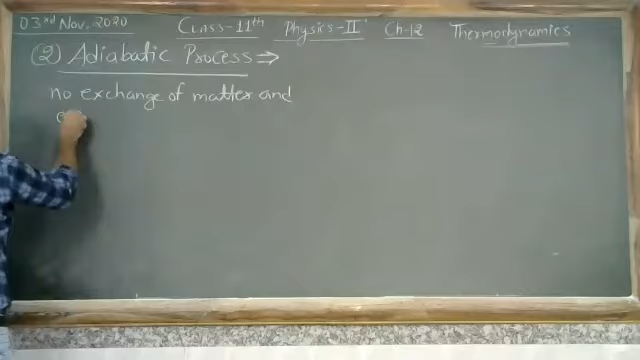 03rd Nov. 2020 Class-11th Physics-II Ch-12 Thermodynamics
(2) Adiabatic Process ⇒
no exchange of matter and